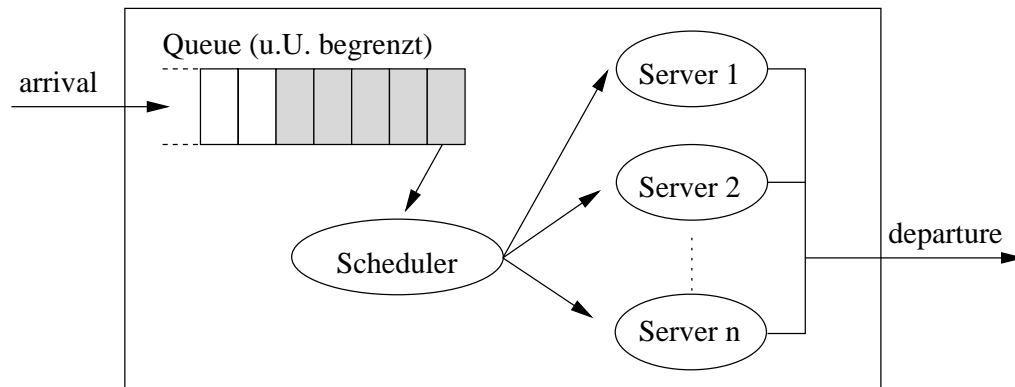 Queue (u.U. begrenzt)
arrival
Server 1
Server 2
departure
Scheduler
Server n